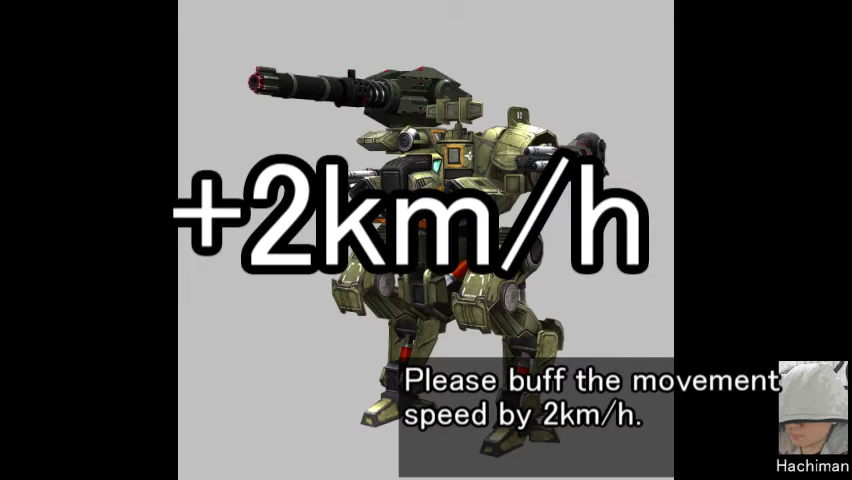 +2km/h
Please buff the movement
speed by 2km/h.
Hachiman